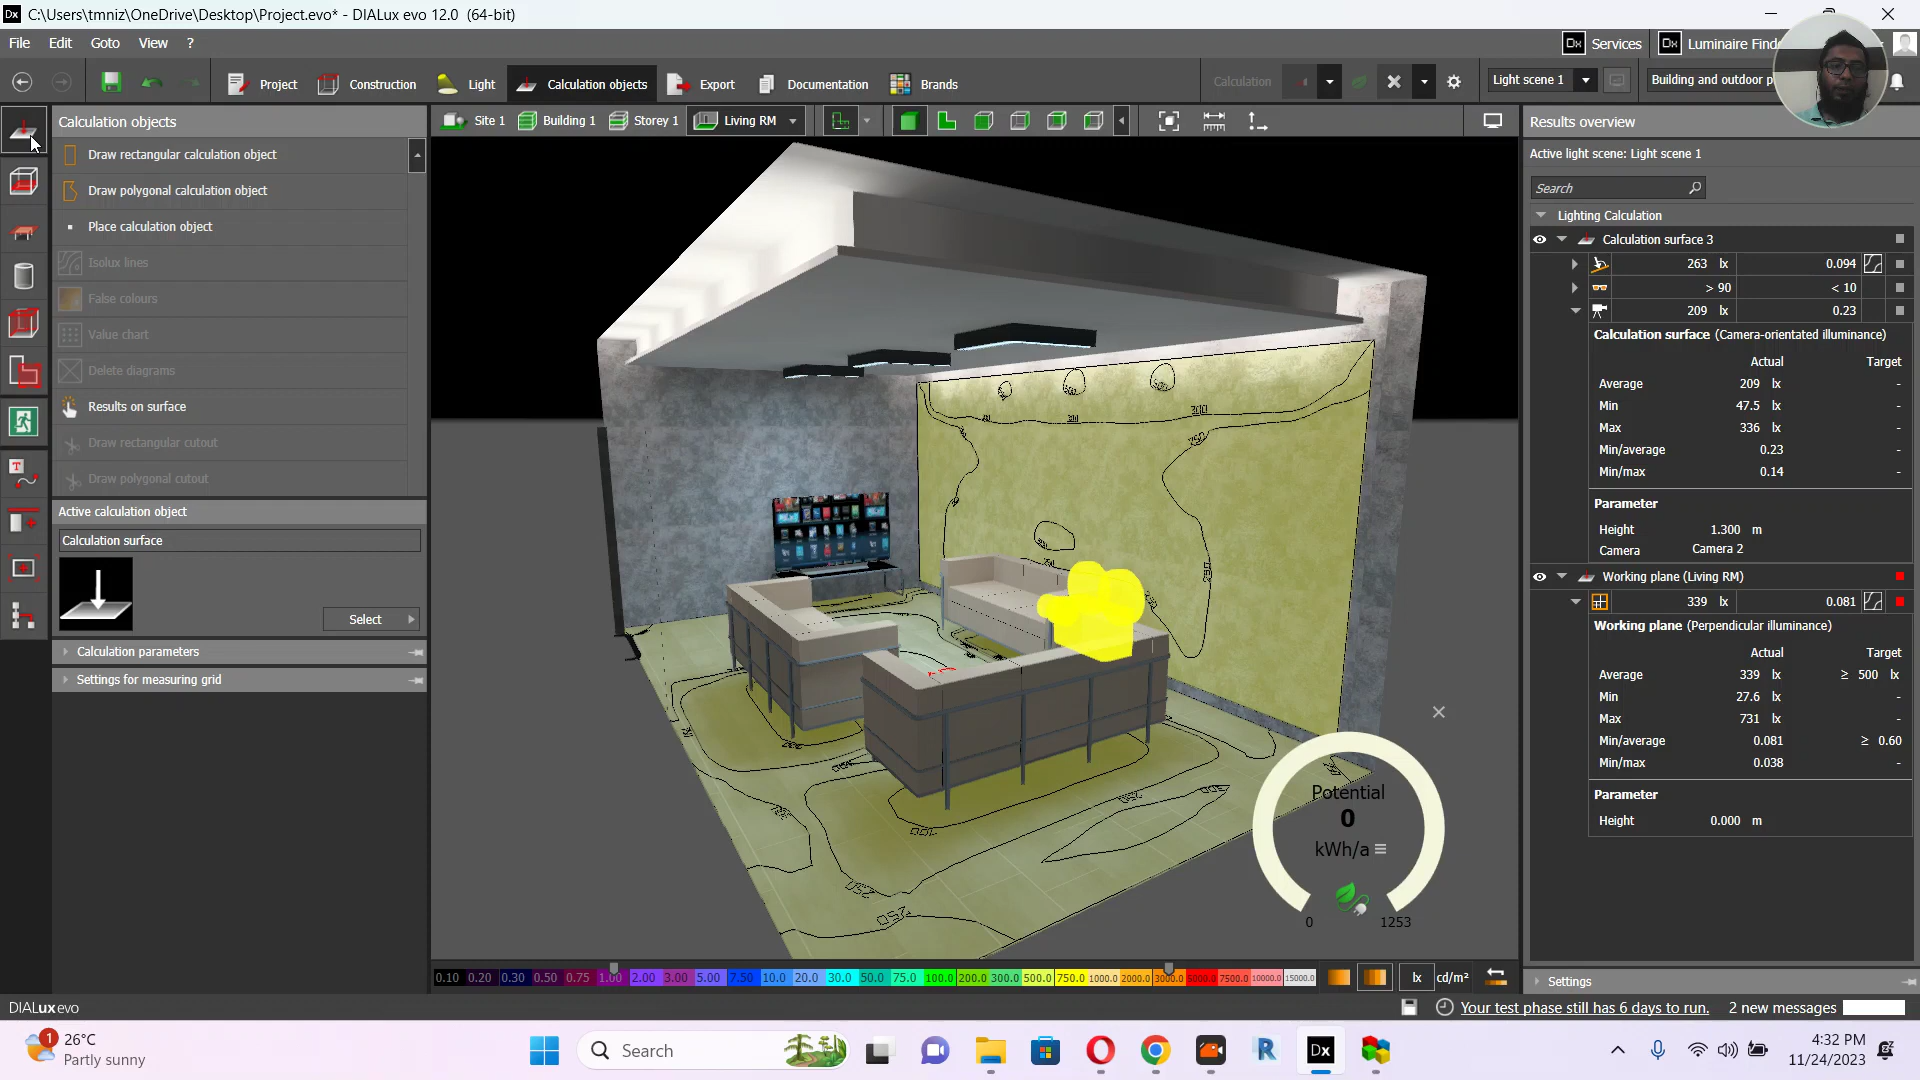 Dx C:\Users\tmniz\OneDrive\Desktop\Project.evo* - DIALux evo 12.0 (64-bit)
File Edit Goto View ?
Dx Services Dx Luminaire Find
Project Construction Light Calculation objects Export Documentation Brands Calculation Light scene 1 Building and outdoor p
Calculation objects
Draw rectangular calculation object
Draw polygonal calculation object
Place calculation object
Isolux lines
False colours
Value chart
Delete diagrams
Results on surface
Draw rectangular cutout
Draw polygonal cutout
Active calculation object
Calculation surface
Select
Calculation parameters
Settings for measuring grid
Site 1 Building 1 Storey 1 Living RM
300
250
100
250
Potential
0
kWh/a
0 1253
0.10 0.20 0.30 0.50 0.75 1.00 2.00 3.00 5.00 7.50 10.0 20.0 30.0 50.0 75.0 100.0 200.0 300.0 500.0 750.0 1000.0 2000.0 3000.0 5000.0 7500.0 10000.0 15000.0 lx cd/m²
Results overview
Active light scene: Light scene 1
Search
Lighting Calculation
Calculation surface 3
263 lx 0.094
> 90 < 10
209 lx 0.23
Calculation surface (Camera-orientated illuminance)
Actual Target
Average 209 lx -
Min 47.5 lx -
Max 336 lx -
Min/average 0.23 -
Min/max 0.14 -
Parameter
Height 1.300 m
Camera Camera 2
Working plane (Living RM)
339 lx 0.081
Working plane (Perpendicular illuminance)
Actual Target
Average 339 lx ≥ 500 lx
Min 27.6 lx -
Max 731 lx -
Min/average 0.081 ≥ 0.60
Min/max 0.038 -
Parameter
Height 0.000 m
Settings
DIALux evo
Your test phase still has 6 days to run. 2 new messages
1 26°C
Partly sunny
Search
R Dx
4:32 PM
11/24/2023